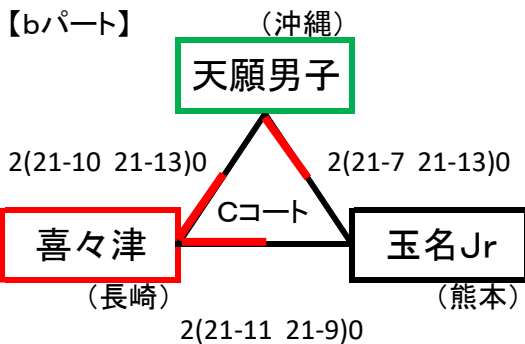 【bパート】
（沖縄）
天願男子
2(21-10 21-13)0
2(21-7 21-13)0
Cコート
喜々津
玉名Jr
（長崎）
（熊本）
2(21-11 21-9)0